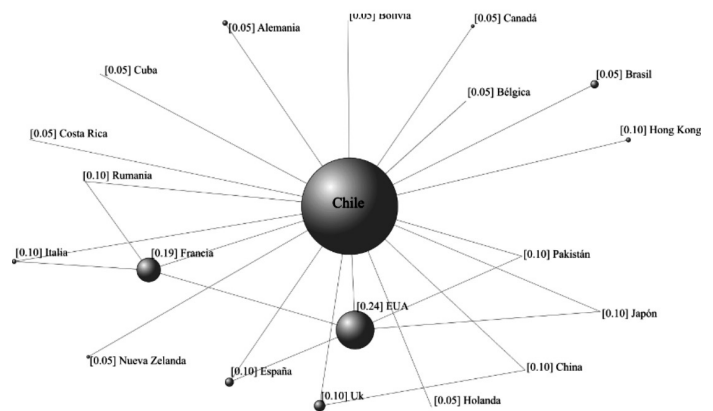 [0.05] Bolivia
[0.05] Alemania
[0.05] Canadá
[0.05] Cuba
[0.05] Brasil
[0.05] Bélgica
[0.05] Costa Rica
[0.10] Hong Kong
[0.10] Rumania
Chile
[0.10] Italia
[0.19] Francia
[0.10] Pakistán
[0.24] EUA
[0.10] Japón
[0.05] Nueva Zelanda
[0.10] España
[0.10] China
[0.10] Uk
[0.05] Holanda